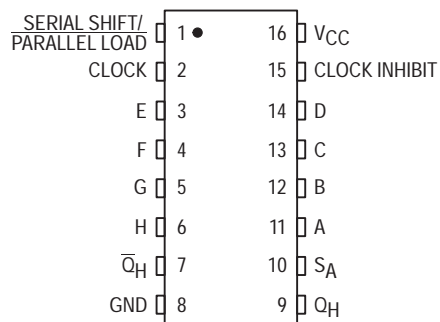 SERIAL SHIFT/
PARALLEL LOAD 1 16 VCC
CLOCK 2 15 CLOCK INHIBIT
E 3 14 D
F 4 13 C
G 5 12 B
H 6 11 A
Q̅H 7 10 SA
GND 8 9 QH